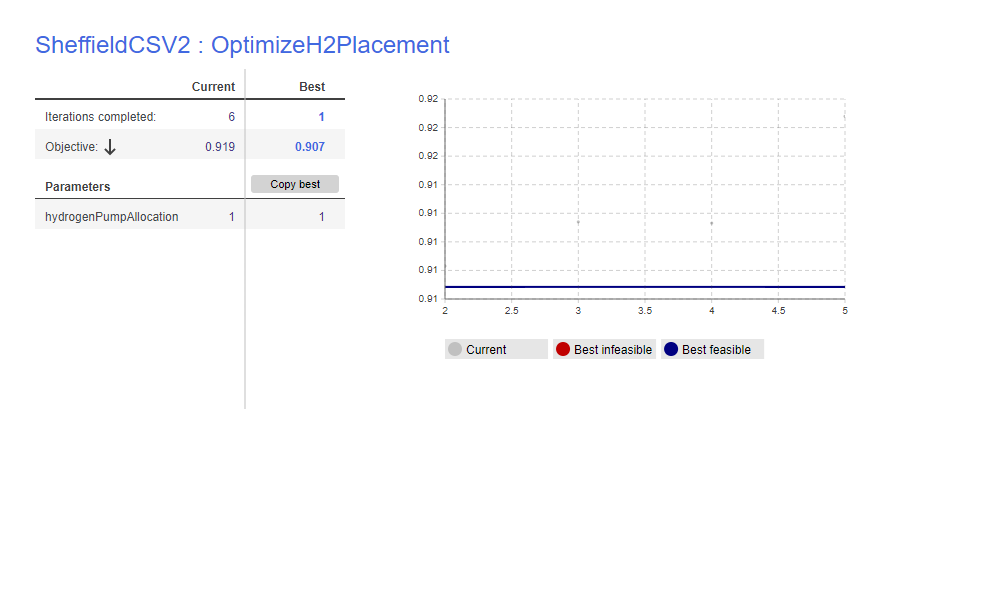 SheffieldCSV2 : OptimizeH2Placement
Current Best
Iterations completed: 6 1
Objective: 0.919 0.907
Parameters Copy best
hydrogenPumpAllocation 1 1
0.92
0.92
0.92
0.91
0.91
0.91
0.91
0.91
2 2.5 3 3.5 4 4.5 5
Current Best infeasible Best feasible